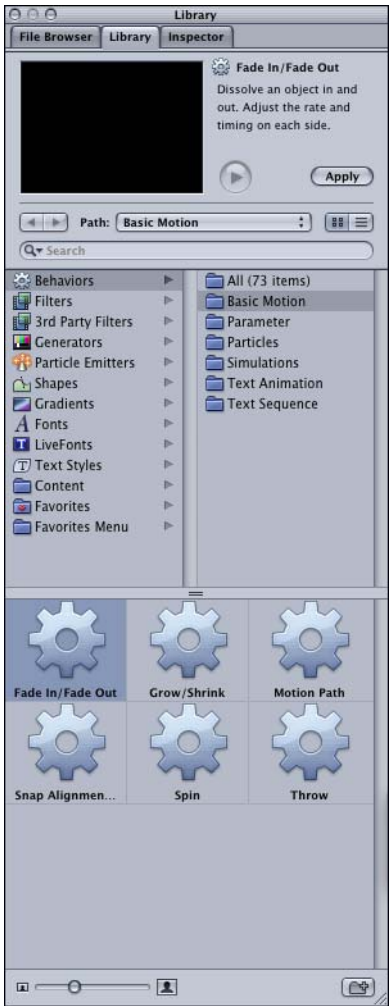 Library
File Browser Library Inspector
Fade In/Fade Out
Dissolve an object in and
out. Adjust the rate and
timing on each side.
Apply
Path: Basic Motion
Search
Behaviors
Filters
3rd Party Filters
Generators
Particle Emitters
Shapes
Gradients
Fonts
LiveFonts
Text Styles
Content
Favorites
Favorites Menu
All (73 items)
Basic Motion
Parameter
Particles
Simulations
Text Animation
Text Sequence
Fade In/Fade Out Grow/Shrink Motion Path
Snap Alignmen... Spin Throw